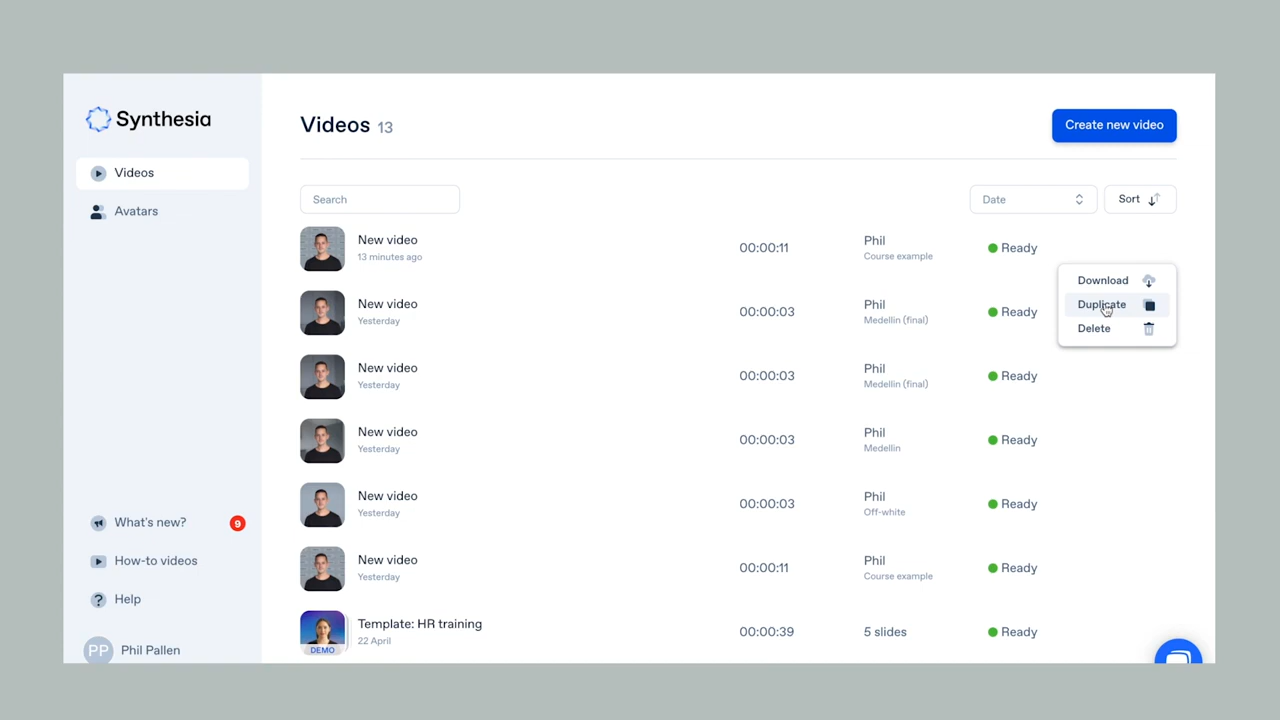 Synthesia
Videos
Avatars
What's new? 9
How-to videos
Help
PP Phil Pallen
Videos 13
Create new video
Search
Date
Sort
New video
13 minutes ago
00:00:11
Phil
Course example
Ready
Download
Duplicate
Delete
New video
Yesterday
00:00:03
Phil
Medellin (final)
Ready
New video
Yesterday
00:00:03
Phil
Medellin (final)
Ready
New video
Yesterday
00:00:03
Phil
Medellin
Ready
New video
Yesterday
00:00:03
Phil
Off-white
Ready
New video
Yesterday
00:00:11
Phil
Course example
Ready
DEMO
Template: HR training
22 April
00:00:39
5 slides
Ready